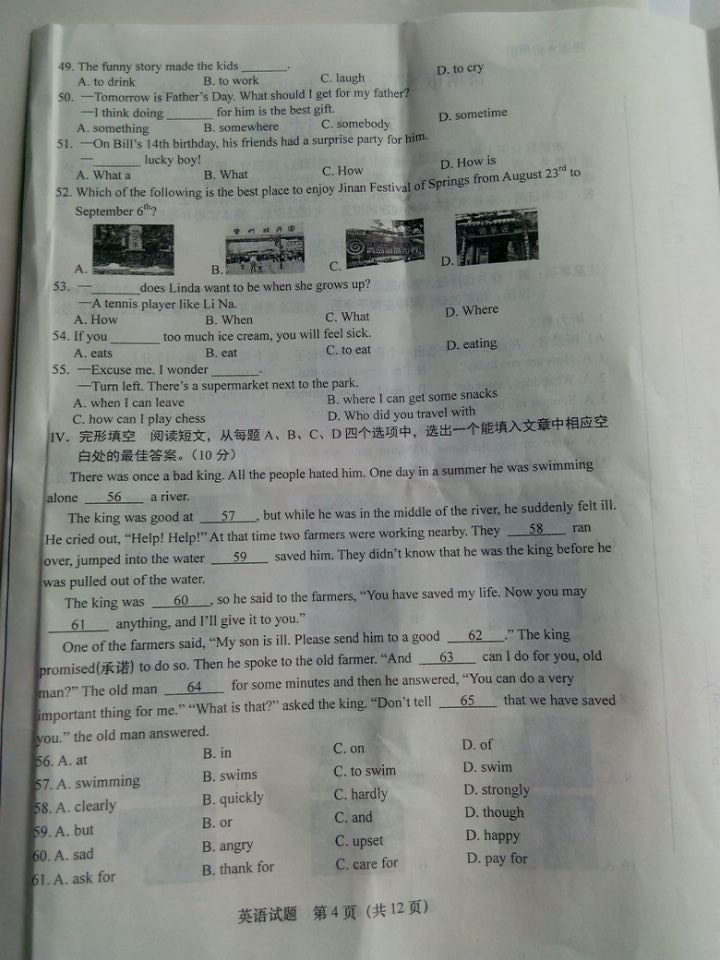 49. The funny story made the kids _______.
A. to drink B. to work C. laugh D. to cry
50. —Tomorrow is Father's Day. What should I get for my father?
—I think doing _______ for him is the best gift.
A. something B. somewhere C. somebody D. sometime
51. —On Bill's 14th birthday, his friends had a surprise party for him.
—_______ lucky boy!
A. What a B. What C. How D. How is
52. Which of the following is the best place to enjoy Jinan Festival of Springs from August 23rd to
September 6th?
A. B. C. D.
53. —_______does Linda want to be when she grows up?
—A tennis player like Li Na.
A. How B. When C. What D. Where
54. If you _______ too much ice cream, you will feel sick.
A. eats B. eat C. to eat D. eating
55. —Excuse me. I wonder _______.
—Turn left. There's a supermarket next to the park.
A. when I can leave B. where I can get some snacks
C. how can I play chess D. Who did you travel with
IV. 完形填空 阅读短文，从每题 A、B、C、D 四个选项中，选出一个能填入文章中相应空
白处的最佳答案。（10 分）
There was once a bad king. All the people hated him. One day in a summer he was swimming
alone 56 a river.
The king was good at 57 , but while he was in the middle of the river, he suddenly felt ill.
He cried out, “Help! Help!” At that time two farmers were working nearby. They 58 ran
over, jumped into the water 59 saved him. They didn't know that he was the king before he
was pulled out of the water.
The king was 60 , so he said to the farmers, “You have saved my life. Now you may
61 anything, and I'll give it to you.”
One of the farmers said, “My son is ill. Please send him to a good 62 .” The king
promised(承诺) to do so. Then he spoke to the old farmer. “And 63 can I do for you, old
man?” The old man 64 for some minutes and then he answered, “You can do a very
important thing for me.” “What is that?” asked the king. “Don't tell 65 that we have saved
you.” the old man answered.
56. A. at B. in C. on D. of
57. A. swimming B. swims C. to swim D. swim
58. A. clearly B. quickly C. hardly D. strongly
59. A. but B. or C. and D. though
60. A. sad B. angry C. upset D. happy
61. A. ask for B. thank for C. care for D. pay for
英语试题 第 4 页（共 12 页）